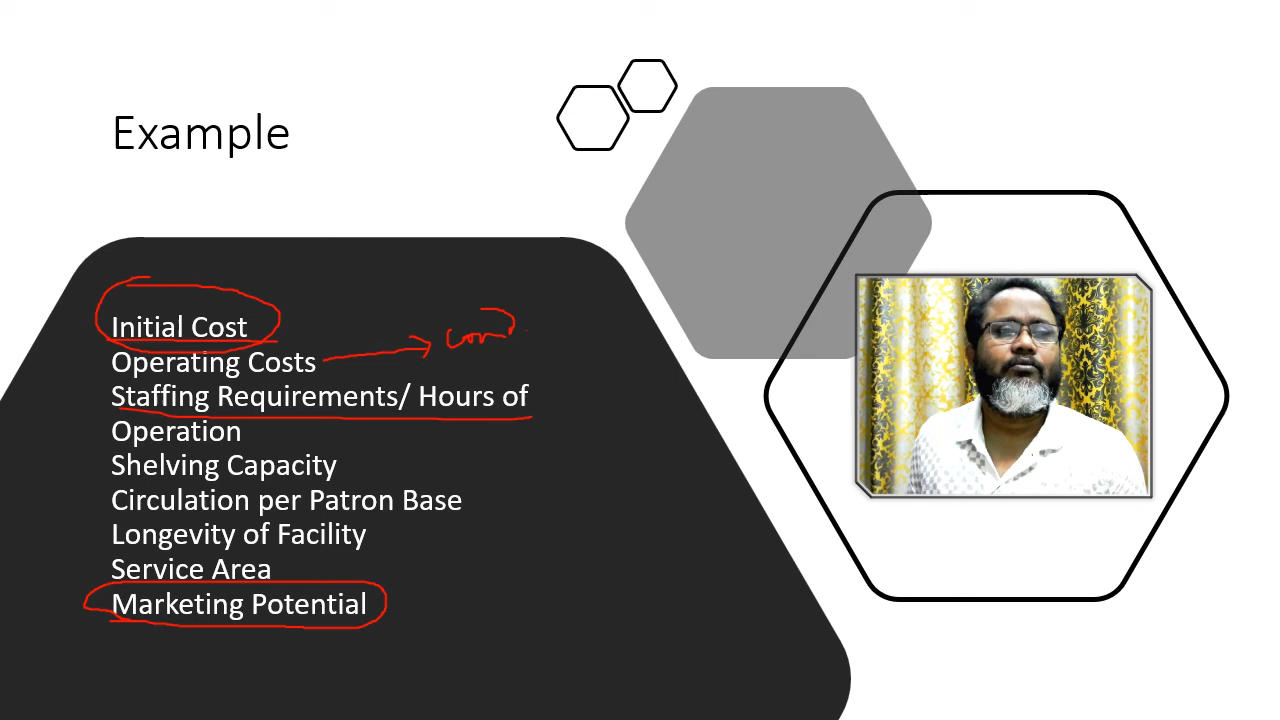 Example
Initial Cost
Operating Costs
Staffing Requirements/ Hours of
Operation
Shelving Capacity
Circulation per Patron Base
Longevity of Facility
Service Area
Marketing Potential